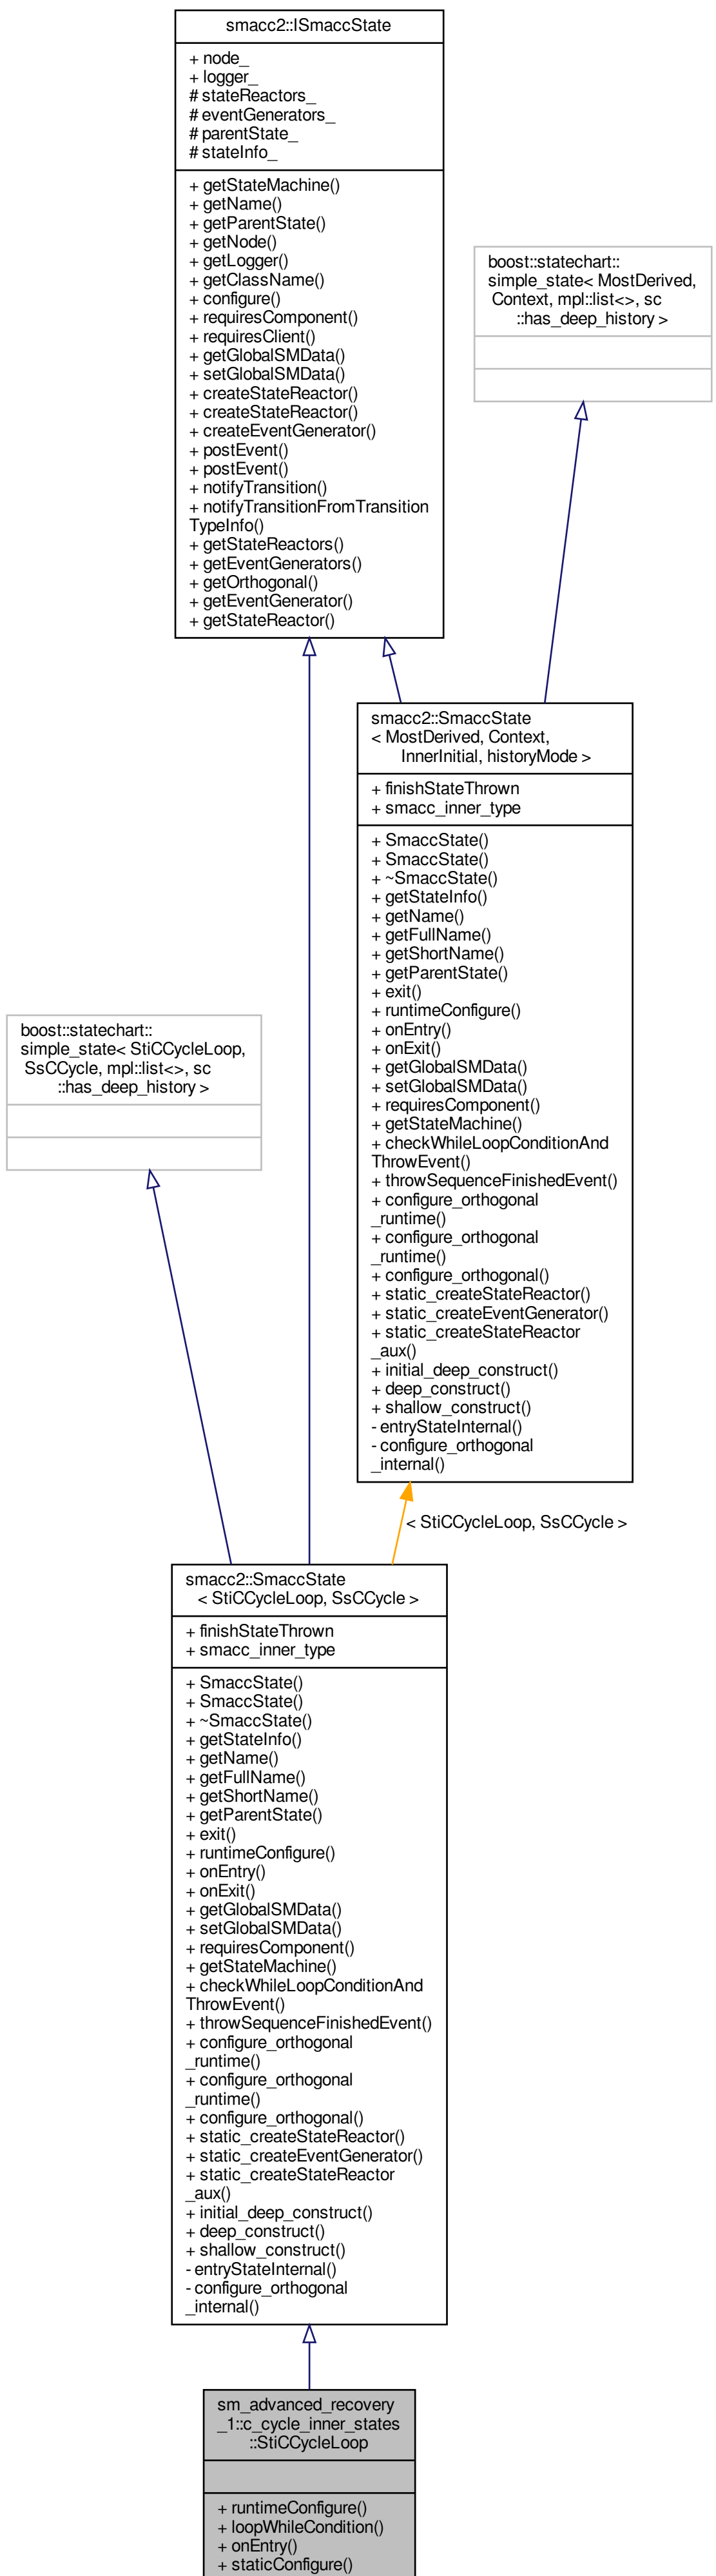 smacc2::ISmaccState
+ node_
+ logger_
# stateReactors_
# eventGenerators_
# parentState_
# stateInfo_
+ getStateMachine()
+ getName()
+ getParentState()
+ getNode()
+ getLogger()
+ getClassName()
+ configure()
+ requiresComponent()
+ requiresClient()
+ getGlobalSMData()
+ setGlobalSMData()
+ createStateReactor()
+ createStateReactor()
+ createEventGenerator()
+ postEvent()
+ postEvent()
+ notifyTransition()
+ notifyTransitionFromTransition
TypeInfo()
+ getStateReactors()
+ getEventGenerators()
+ getOrthogonal()
+ getEventGenerator()
+ getStateReactor()
boost::statechart::
simple_state< MostDerived,
Context, mpl::list<>, sc
::has_deep_history >
smacc2::SmaccState
< MostDerived, Context,
InnerInitial, historyMode >
+ finishStateThrown
+ smacc_inner_type
+ SmaccState()
+ SmaccState()
+ ~SmaccState()
+ getStateInfo()
+ getName()
+ getFullName()
+ getShortName()
+ getParentState()
+ exit()
+ runtimeConfigure()
+ onEntry()
+ onExit()
+ getGlobalSMData()
+ setGlobalSMData()
+ requiresComponent()
+ getStateMachine()
+ checkWhileLoopConditionAnd
ThrowEvent()
+ throwSequenceFinishedEvent()
+ configure_orthogonal
_runtime()
+ configure_orthogonal
_runtime()
+ configure_orthogonal()
+ static_createStateReactor()
+ static_createEventGenerator()
+ static_createStateReactor
_aux()
+ initial_deep_construct()
+ deep_construct()
+ shallow_construct()
- entryStateInternal()
- configure_orthogonal
_internal()
boost::statechart::
simple_state< StiCCycleLoop,
SsCCycle, mpl::list<>, sc
::has_deep_history >
< StiCCycleLoop, SsCCycle >
smacc2::SmaccState
< StiCCycleLoop, SsCCycle >
+ finishStateThrown
+ smacc_inner_type
+ SmaccState()
+ SmaccState()
+ ~SmaccState()
+ getStateInfo()
+ getName()
+ getFullName()
+ getShortName()
+ getParentState()
+ exit()
+ runtimeConfigure()
+ onEntry()
+ onExit()
+ getGlobalSMData()
+ setGlobalSMData()
+ requiresComponent()
+ getStateMachine()
+ checkWhileLoopConditionAnd
ThrowEvent()
+ throwSequenceFinishedEvent()
+ configure_orthogonal
_runtime()
+ configure_orthogonal
_runtime()
+ configure_orthogonal()
+ static_createStateReactor()
+ static_createEventGenerator()
+ static_createStateReactor
_aux()
+ initial_deep_construct()
+ deep_construct()
+ shallow_construct()
- entryStateInternal()
- configure_orthogonal
_internal()
sm_advanced_recovery
_1::c_cycle_inner_states
::StiCCycleLoop
+ runtimeConfigure()
+ loopWhileCondition()
+ onEntry()
+ staticConfigure()